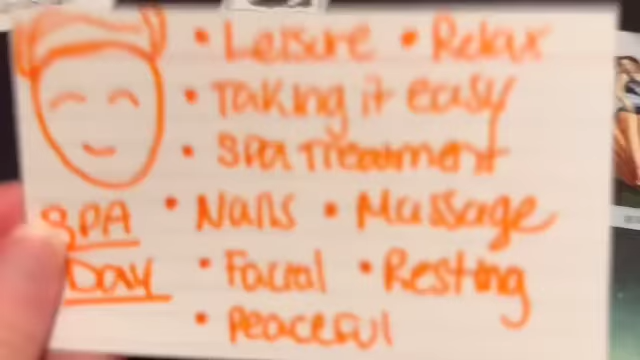 • Leisure • Relax
• Taking it easy
• SPA Treatment
SPA • Nails • Massage
Day • Facial • Resting
• Peaceful